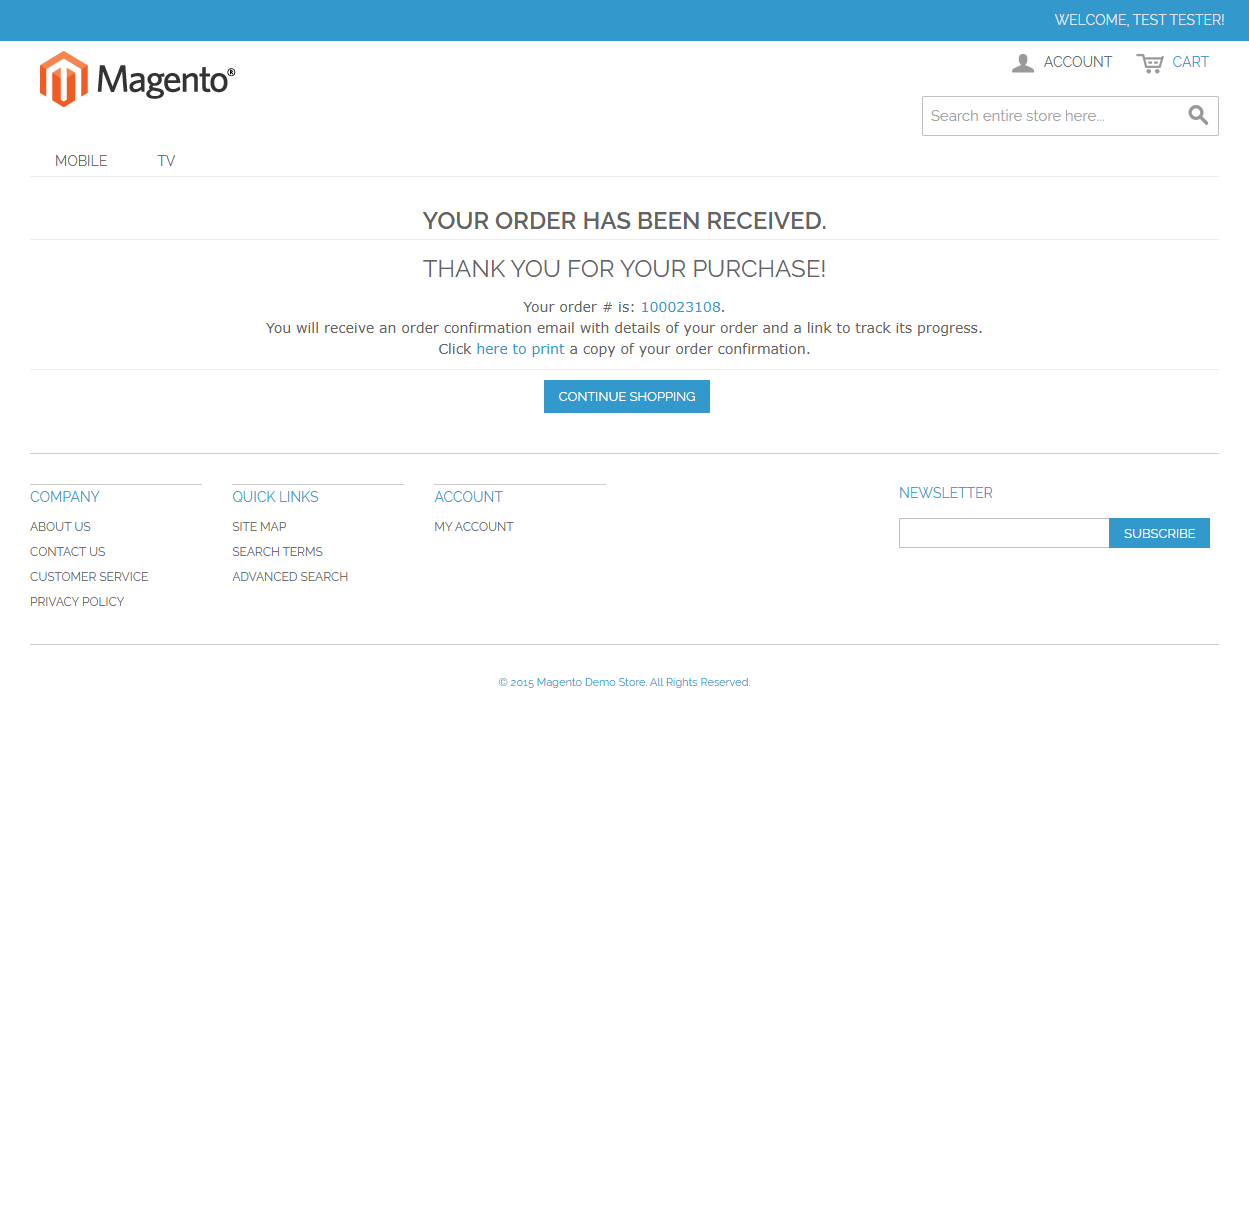 WELCOME, TEST TESTER!
Magento®
ACCOUNT
CART
Search entire store here...
MOBILE
TV
YOUR ORDER HAS BEEN RECEIVED.
THANK YOU FOR YOUR PURCHASE!
Your order # is: 100023108.
You will receive an order confirmation email with details of your order and a link to track its progress.
Click here to print a copy of your order confirmation.
CONTINUE SHOPPING
COMPANY
ABOUT US
CONTACT US
CUSTOMER SERVICE
PRIVACY POLICY
QUICK LINKS
SITE MAP
SEARCH TERMS
ADVANCED SEARCH
ACCOUNT
MY ACCOUNT
NEWSLETTER
SUBSCRIBE
© 2015 Magento Demo Store. All Rights Reserved.